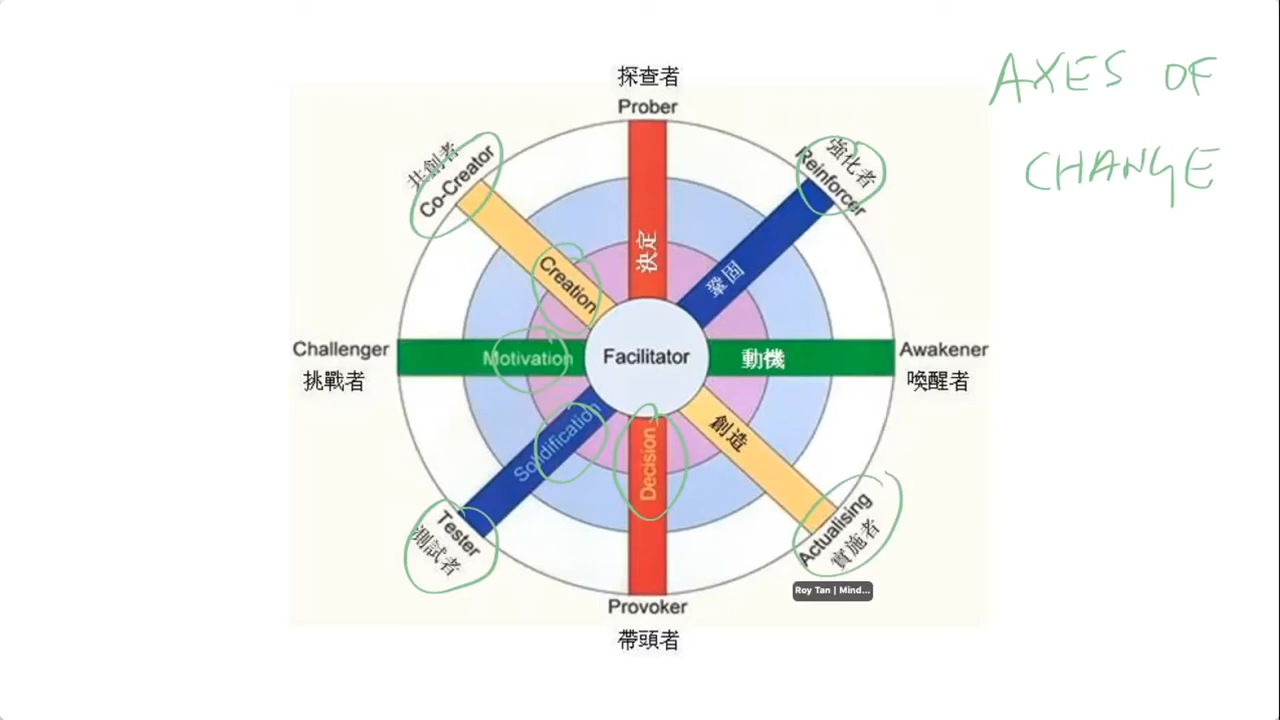 AXES OF
CHANGE
探查者
Prober
共創者
Co-Creator
強化者
Reinforcer
決定
鞏固
Creation
Challenger
挑戰者
Motivation
Facilitator
動機
Awakener
喚醒者
Solidification
Decision
創造
Tester
測試者
Actualising
實施者
Roy Tan | Mind...
Provoker
帶頭者